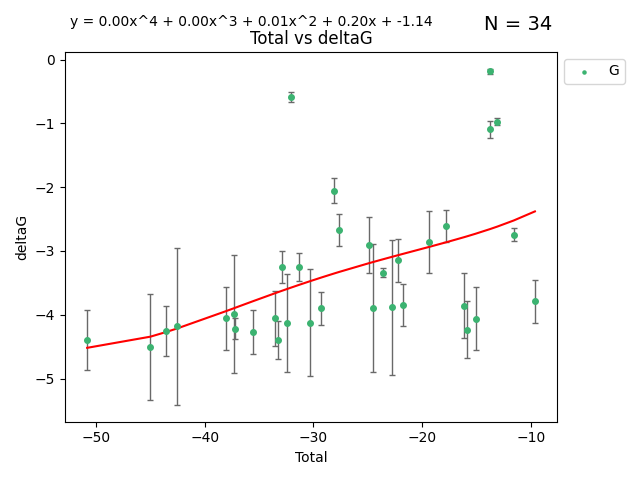 y = 0.00x^4 + 0.00x^3 + 0.01x^2 + 0.20x + -1.14
N = 34
Total vs deltaG
G
0
−1
−2
−3
−4
−5
deltaG
−50 −40 −30 −20 −10
Total